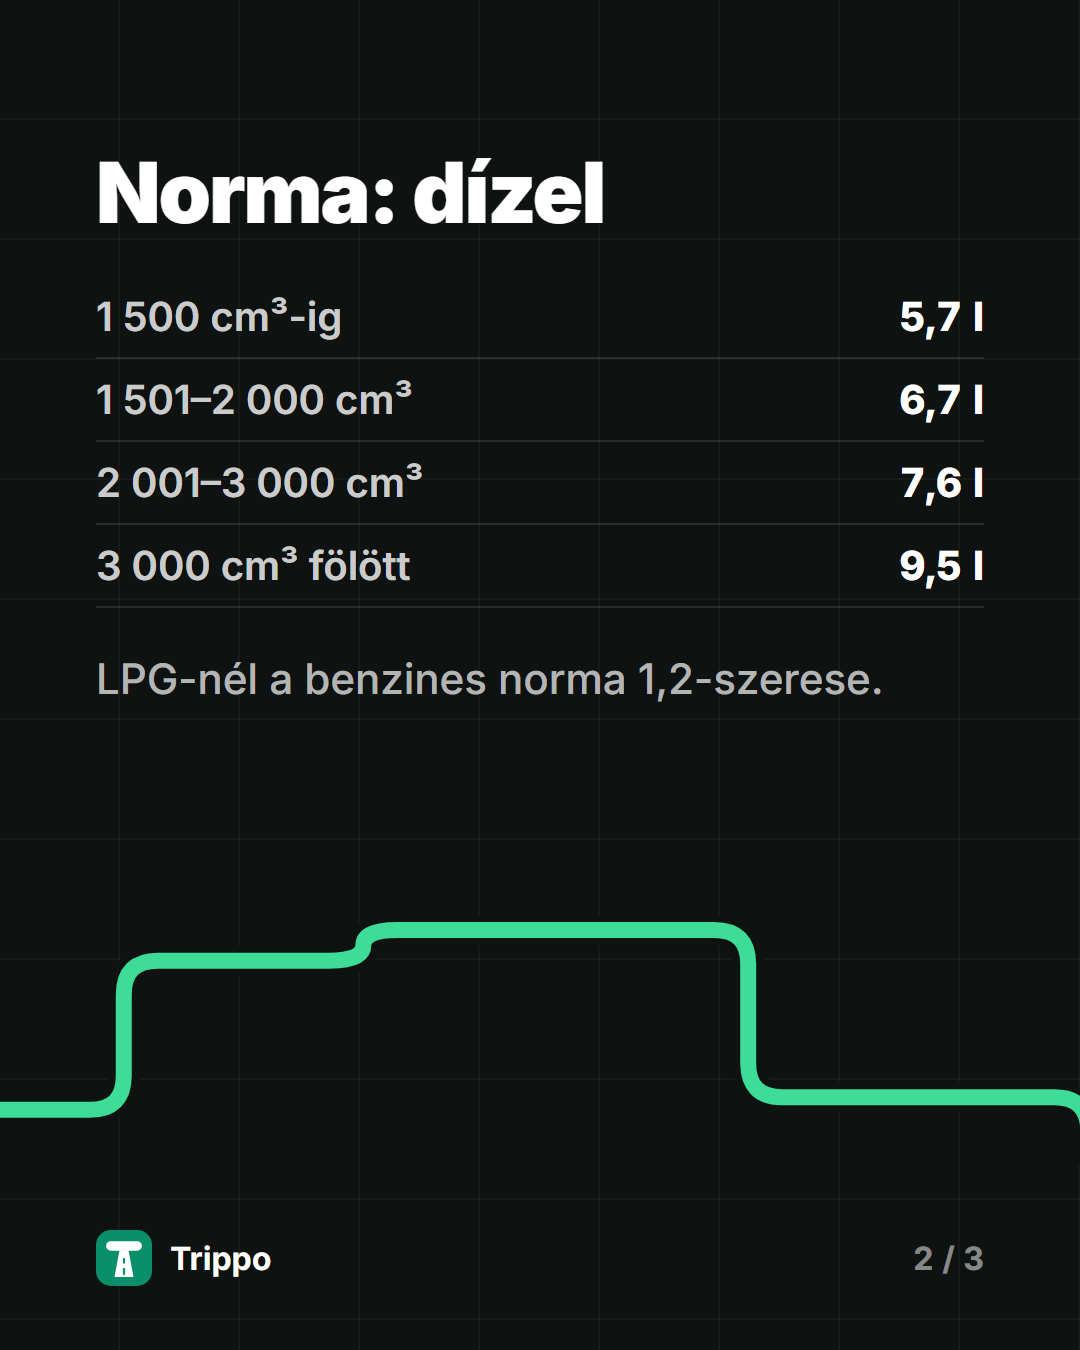 Norma: dízel
1 500 cm³-ig 5,7 l
1 501–2 000 cm³ 6,7 l
2 001–3 000 cm³ 7,6 l
3 000 cm³ fölött 9,5 l
LPG-nél a benzines norma 1,2-szerese.
Trippo 2 / 3